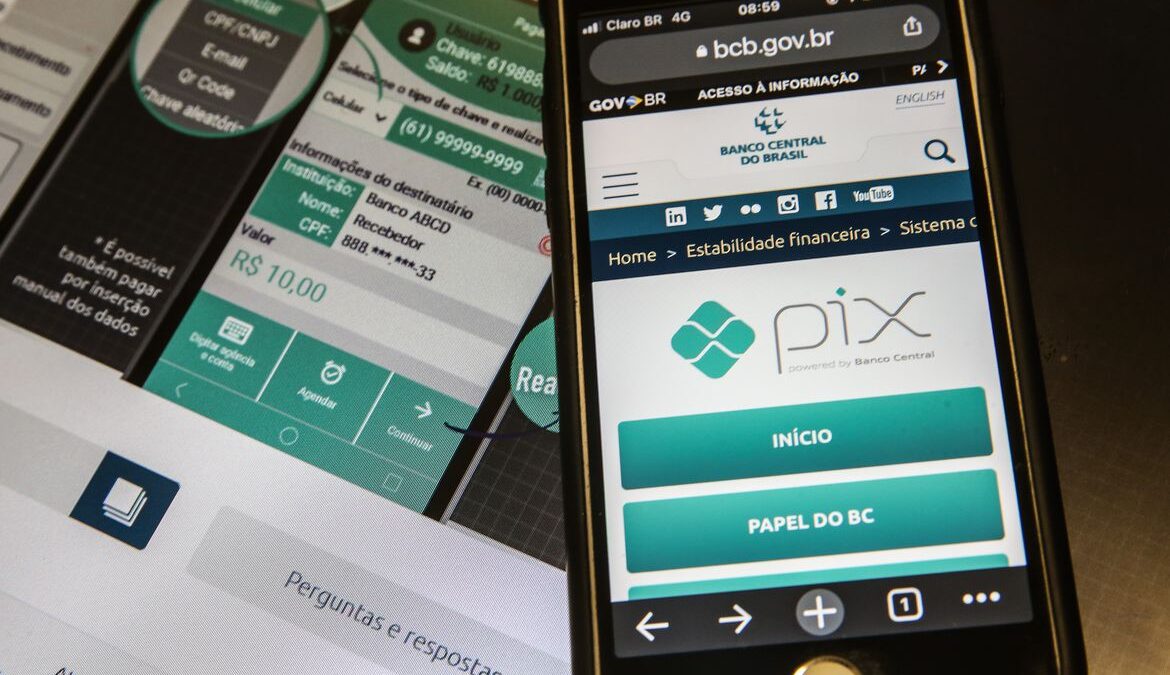 Celular
CPF/CNPJ
E-mail
Qr Code
Chave aleatória
* É possível
também pagar
por inserção
manual dos dados
Usuário
Chave: 619888
Saldo: R$ 1.000
Selecione o tipo de chave e realize
Celular
(61) 99999-9999
Ex. (00) 0000-
Informações do destinatário
Instituição: Banco ABCD
Nome: Recebedor
CPF: 888.***.***-33
Valor
R$ 10,00
Digitar agência
e conta
Agendar
Continuar
Rea
Perguntas e respostas
Claro BR 4G 08:59
bcb.gov.br
GOV BR ACESSO À INFORMAÇÃO PA
ENGLISH
BANCO CENTRAL
DO BRASIL
in
f
YouTube
Home > Estabilidade financeira > Sistema
pix
powered by Banco Central
INÍCIO
PAPEL DO BC
1